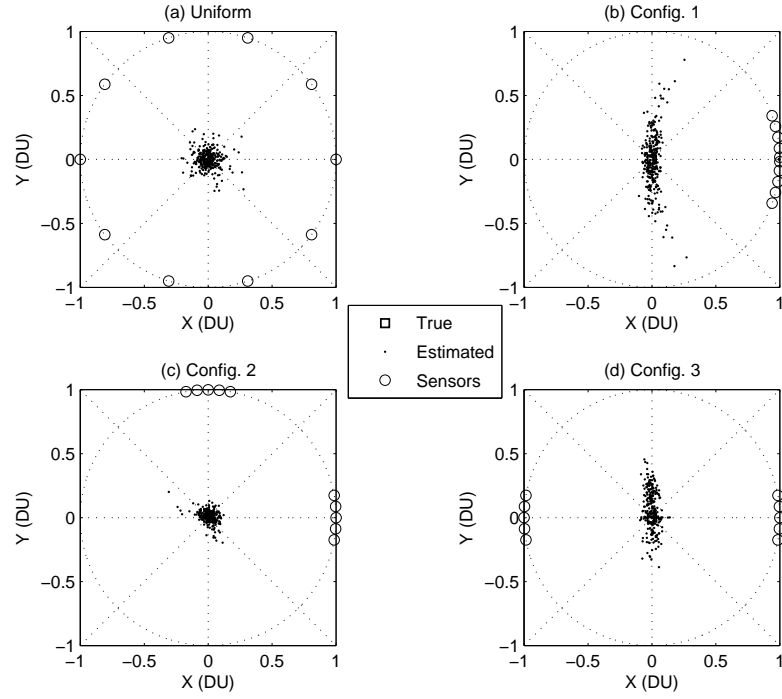 (a) Uniform
1
0.5
0
−0.5
−1
Y (DU)
−1 −0.5 0 0.5 1
X (DU)
(b) Config. 1
1
0.5
0
−0.5
−1
Y (DU)
−1 −0.5 0 0.5 1
X (DU)
True
Estimated
Sensors
(c) Config. 2
1
0.5
0
−0.5
−1
Y (DU)
−1 −0.5 0 0.5 1
X (DU)
(d) Config. 3
1
0.5
0
−0.5
−1
Y (DU)
−1 −0.5 0 0.5 1
X (DU)